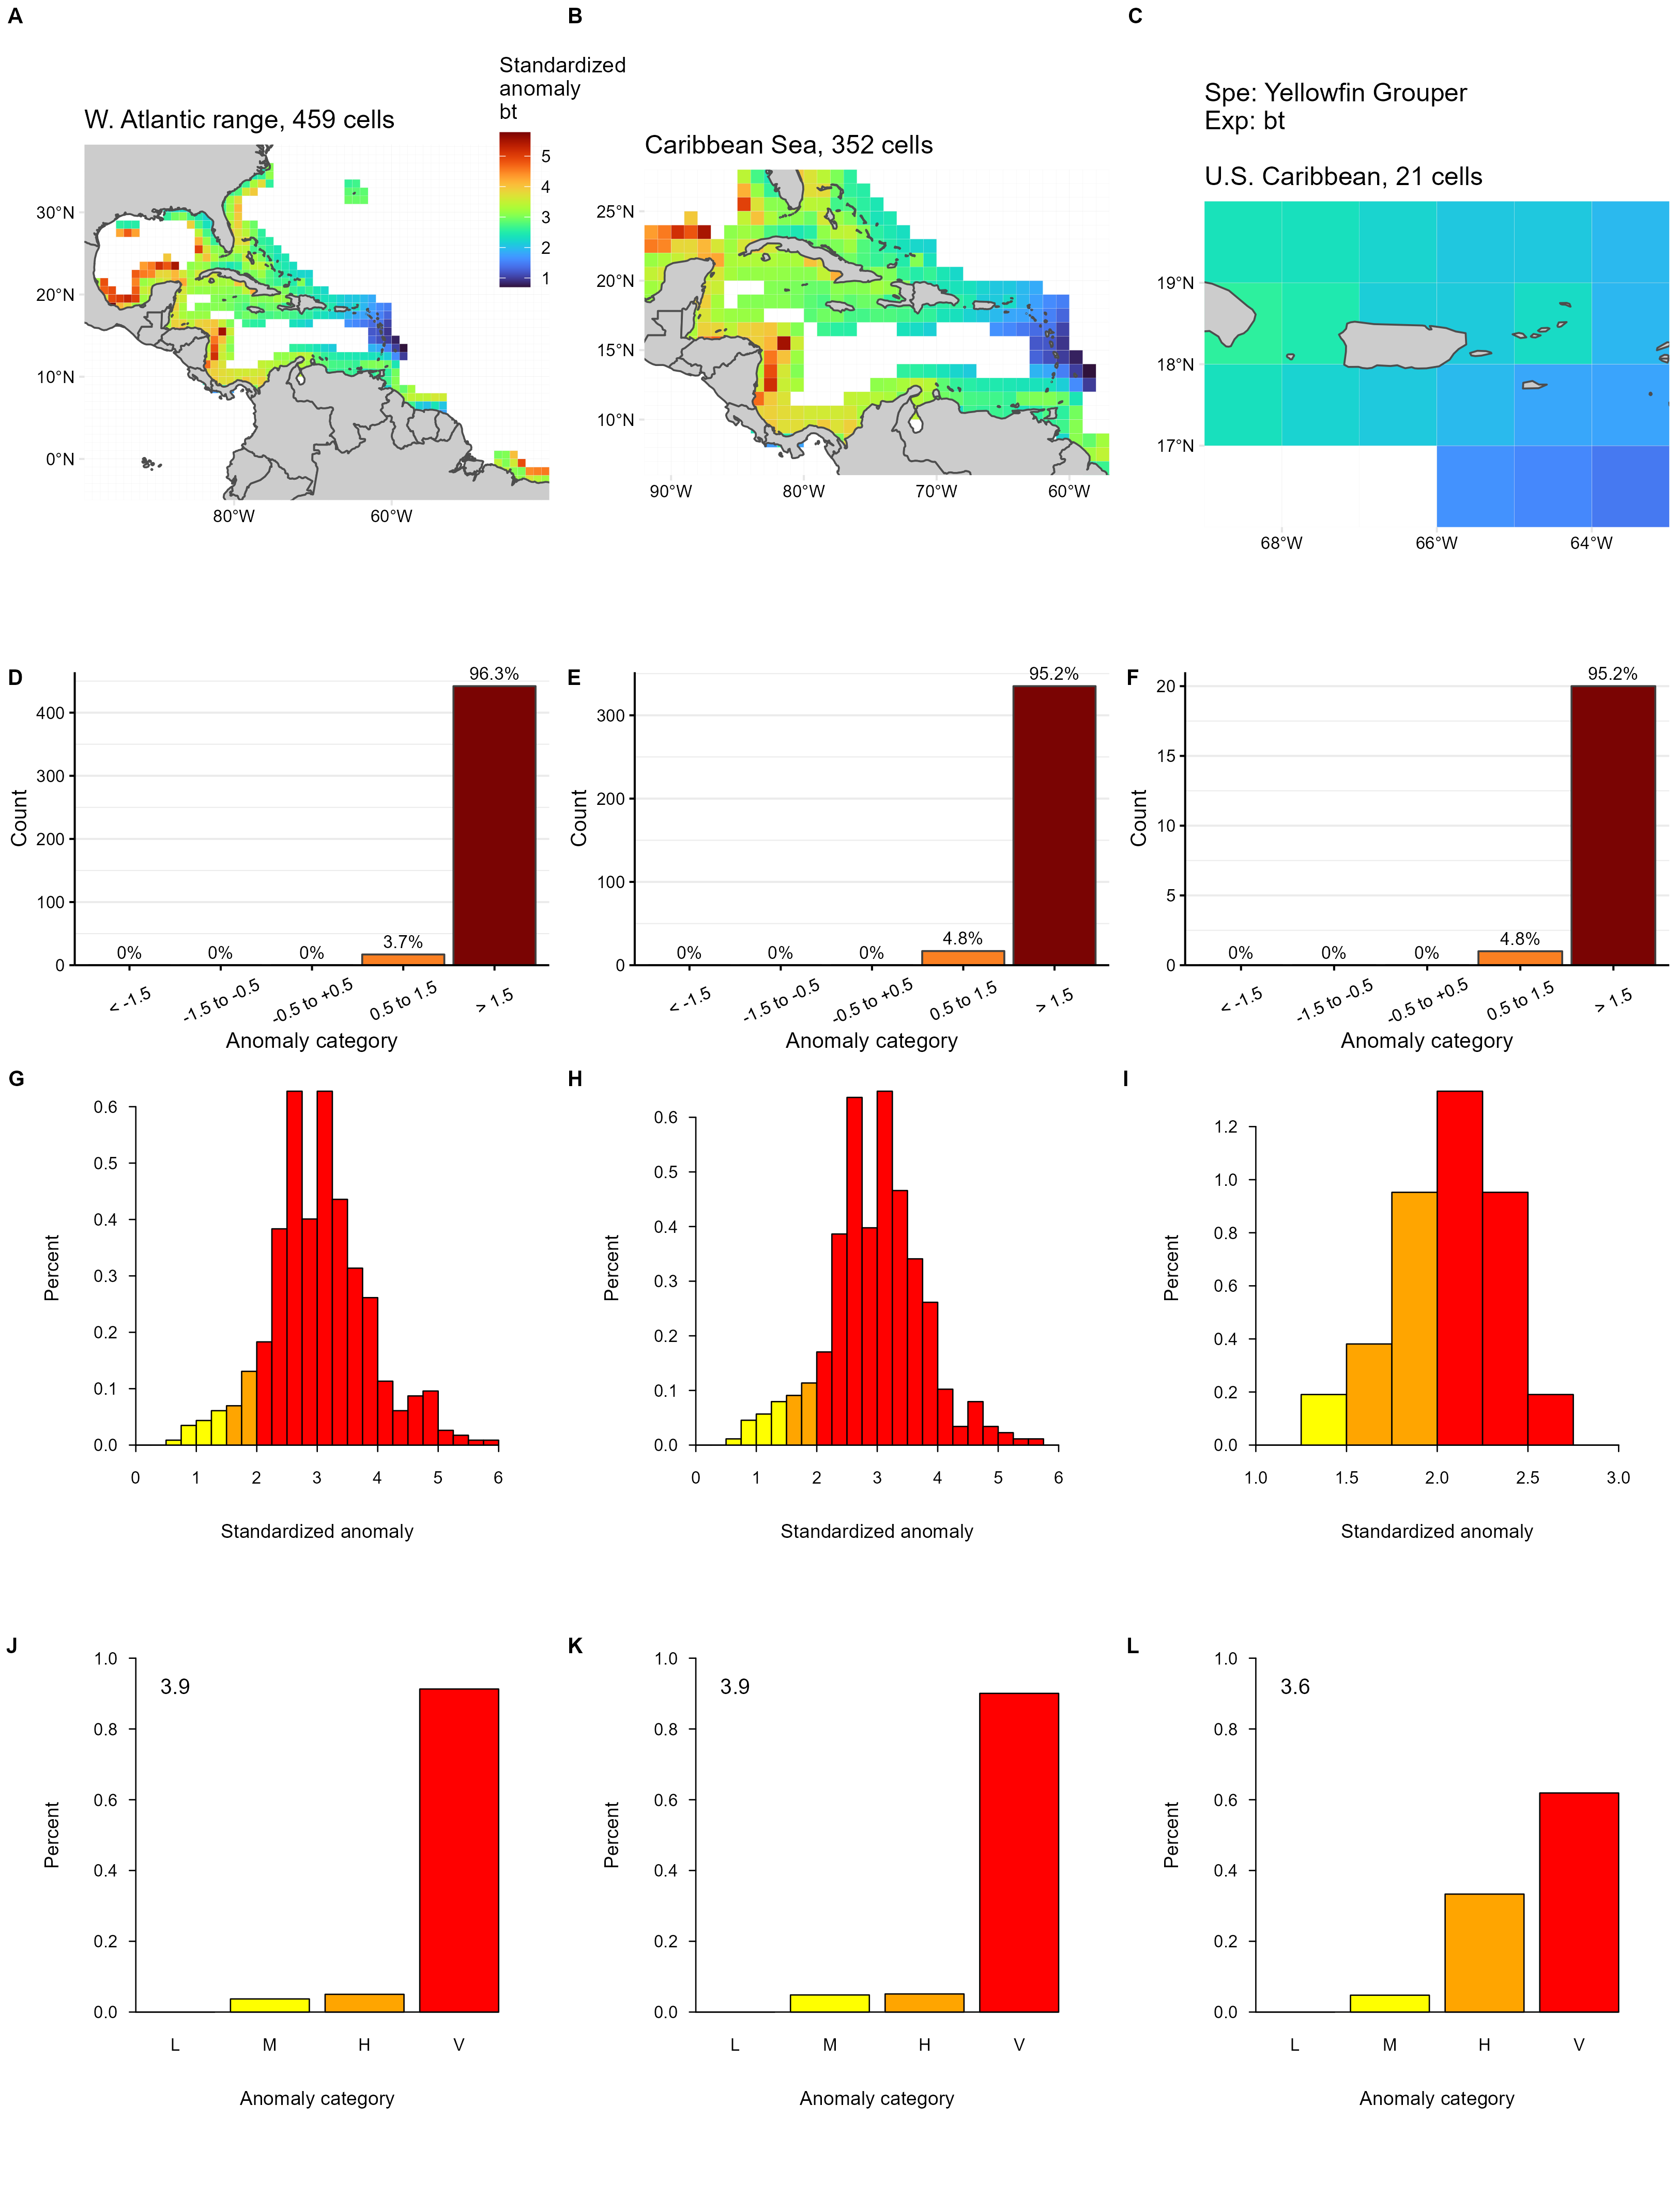 A
B
C
Standardized
anomaly
bt
5
4
3
2
1
W. Atlantic range, 459 cells
30°N
20°N
10°N
0°N
80°W
60°W
Caribbean Sea, 352 cells
25°N
20°N
15°N
10°N
90°W
80°W
70°W
60°W
Spe: Yellowfin Grouper
Exp: bt
U.S. Caribbean, 21 cells
19°N
18°N
17°N
68°W
66°W
64°W
D
Count
400
300
200
100
0
0%
0%
0%
3.7%
96.3%
< -1.5
-1.5 to -0.5
-0.5 to +0.5
0.5 to 1.5
> 1.5
Anomaly category
E
Count
300
200
100
0
0%
0%
0%
4.8%
95.2%
< -1.5
-1.5 to -0.5
-0.5 to +0.5
0.5 to 1.5
> 1.5
Anomaly category
F
Count
20
15
10
5
0
0%
0%
0%
4.8%
95.2%
< -1.5
-1.5 to -0.5
-0.5 to +0.5
0.5 to 1.5
> 1.5
Anomaly category
G
Percent
0.6
0.5
0.4
0.3
0.2
0.1
0.0
0 1 2 3 4 5 6
Standardized anomaly
H
Percent
0.6
0.5
0.4
0.3
0.2
0.1
0.0
0 1 2 3 4 5 6
Standardized anomaly
I
Percent
1.2
1.0
0.8
0.6
0.4
0.2
0.0
1.0 1.5 2.0 2.5 3.0
Standardized anomaly
J
3.9
Percent
1.0
0.8
0.6
0.4
0.2
0.0
L M H V
Anomaly category
K
3.9
Percent
1.0
0.8
0.6
0.4
0.2
0.0
L M H V
Anomaly category
L
3.6
Percent
1.0
0.8
0.6
0.4
0.2
0.0
L M H V
Anomaly category